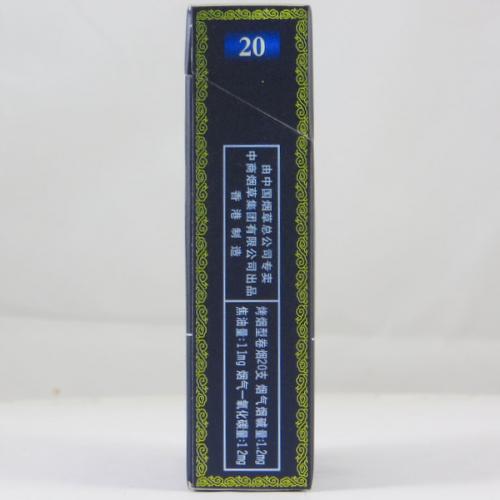 20
由中国烟草总公司专卖
中商烟草集团有限公司出品
香港制造
烤烟型卷烟20支 烟气烟碱量:1.2mg
焦油量:11mg 烟气一氧化碳量:12mg